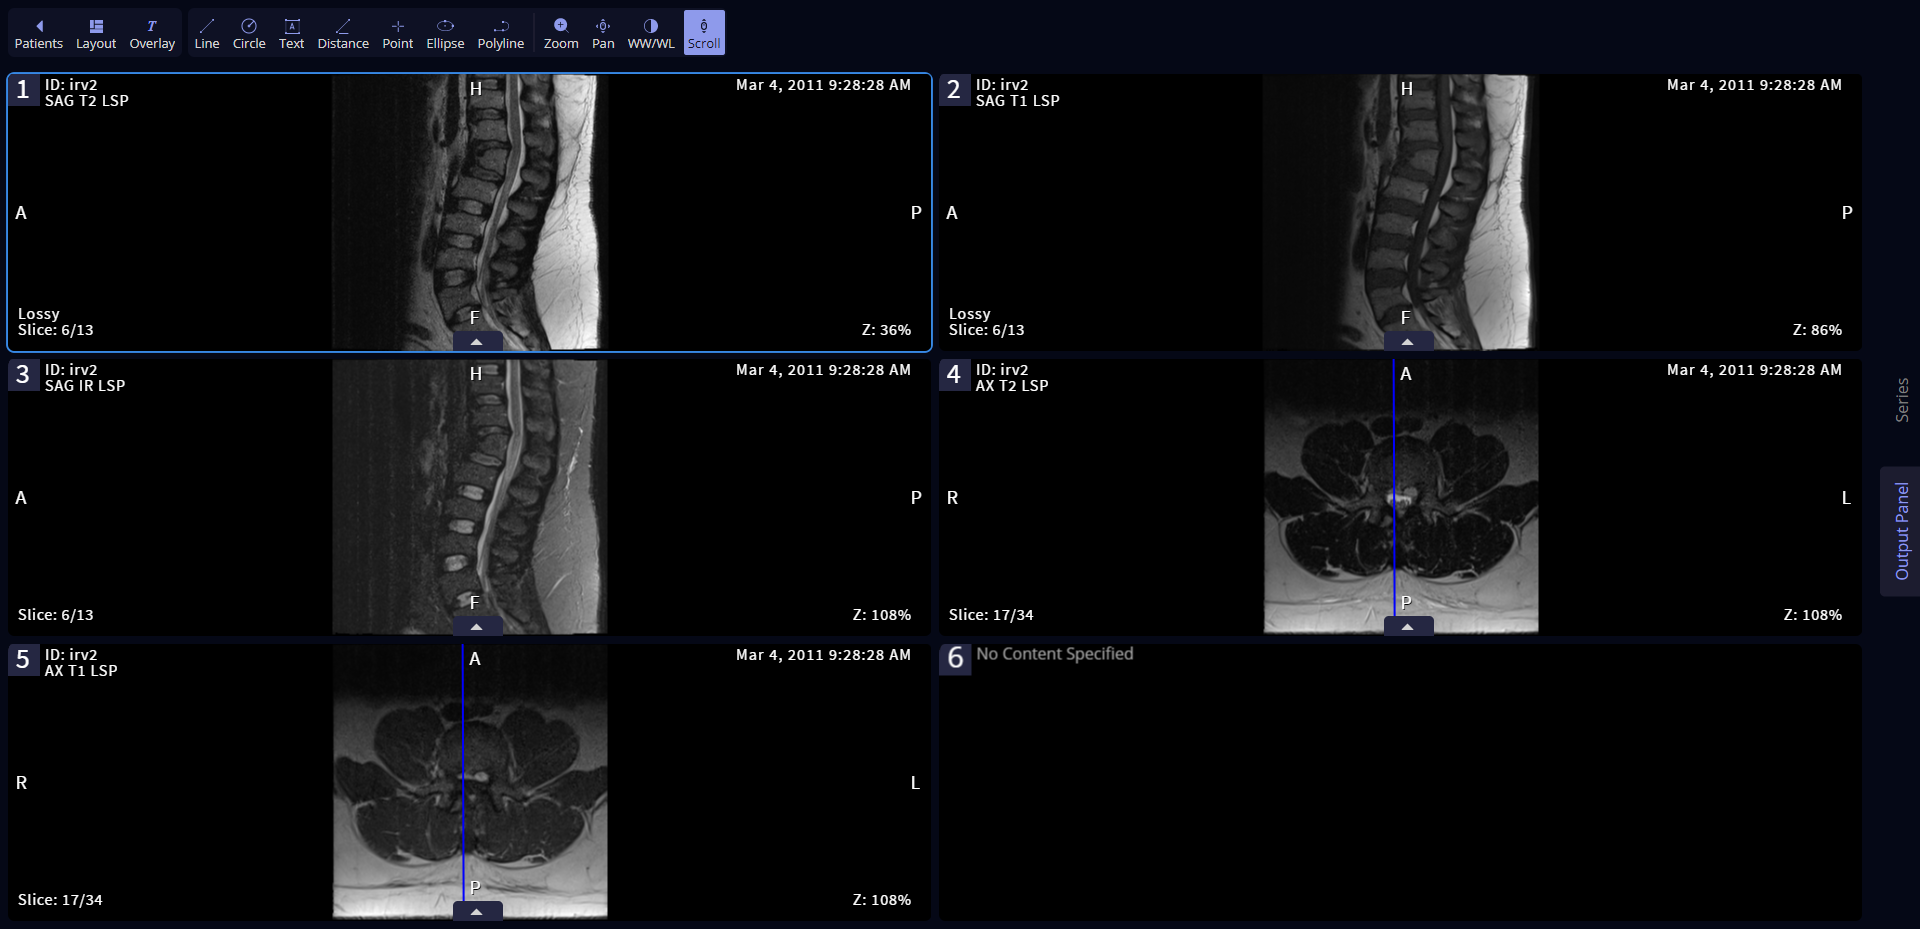 Patients Layout Overlay Line Circle Text Distance Point Ellipse Polyline Zoom Pan WW/WL Scroll
1 ID: irv2 H Mar 4, 2011 9:28:28 AM
SAG T2 LSP
A P
Lossy
Slice: 6/13 F Z: 36%
2 ID: irv2 H Mar 4, 2011 9:28:28 AM
SAG T1 LSP
A P
Lossy
Slice: 6/13 F Z: 86%
3 ID: irv2 H Mar 4, 2011 9:28:28 AM
SAG IR LSP
A P
Slice: 6/13 F Z: 108%
4 ID: irv2 A Mar 4, 2011 9:28:28 AM
AX T2 LSP
R L
Slice: 17/34 P Z: 108%
5 ID: irv2 A Mar 4, 2011 9:28:28 AM
AX T1 LSP
R L
Slice: 17/34 P Z: 108%
6 No Content Specified
Series
Output Panel